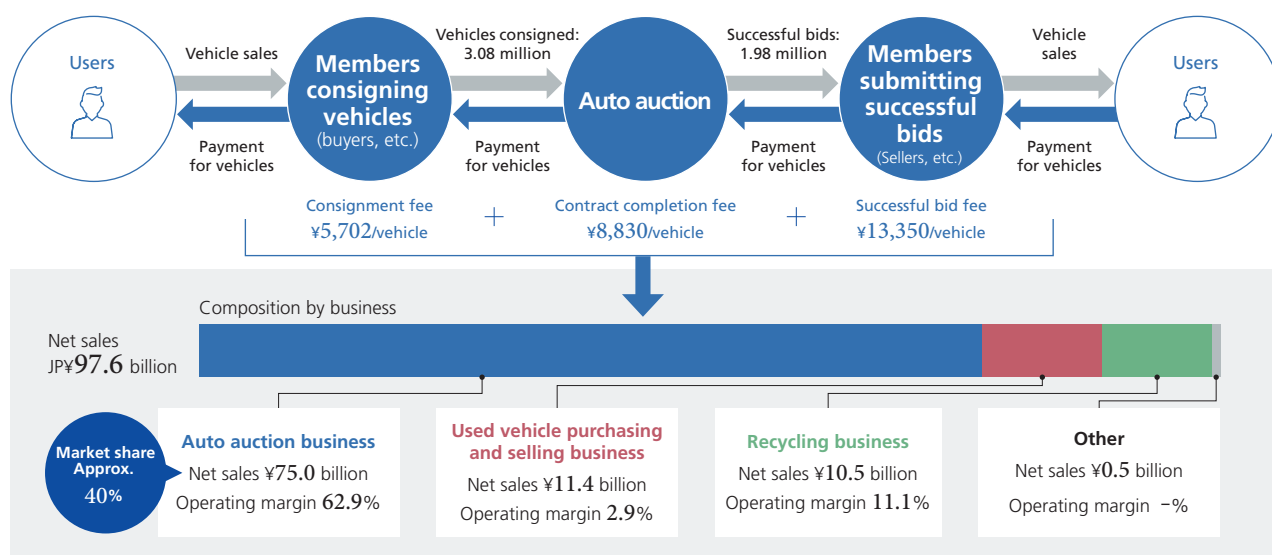 Users
Vehicle sales
Payment
for vehicles
Members
consigning
vehicles
(buyers, etc.)
Vehicles consigned:
3.08 million
Payment
for vehicles
Auto auction
Successful bids:
1.98 million
Payment
for vehicles
Members
submitting
successful
bids
(Sellers, etc.)
Vehicle
sales
Payment
for vehicles
Users
Consignment fee
¥5,702/vehicle
+
Contract completion fee
¥8,830/vehicle
+
Successful bid fee
¥13,350/vehicle
Composition by business
Net sales
JP¥97.6 billion
Market share
Approx.
40%
Auto auction business
Net sales ¥75.0 billion
Operating margin 62.9%
Used vehicle purchasing
and selling business
Net sales ¥11.4 billion
Operating margin 2.9%
Recycling business
Net sales ¥10.5 billion
Operating margin 11.1%
Other
Net sales ¥0.5 billion
Operating margin −%